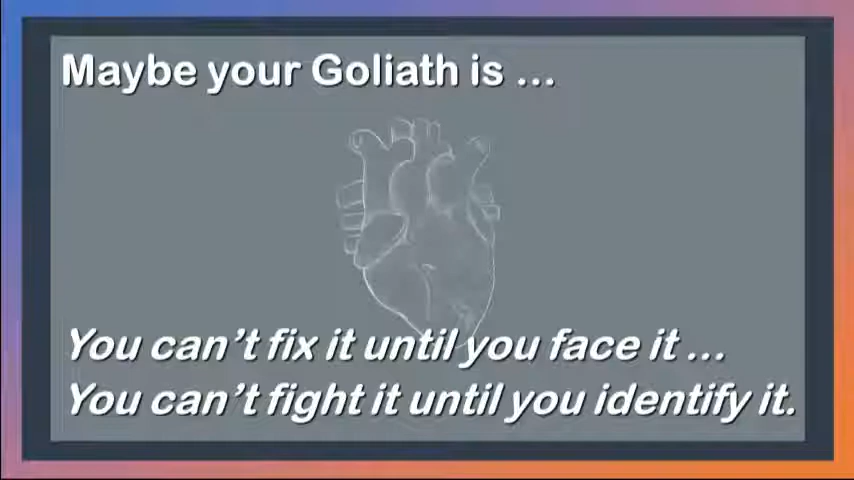 Maybe your Goliath is ...
You can't fix it until you face it ...
You can't fight it until you identify it.